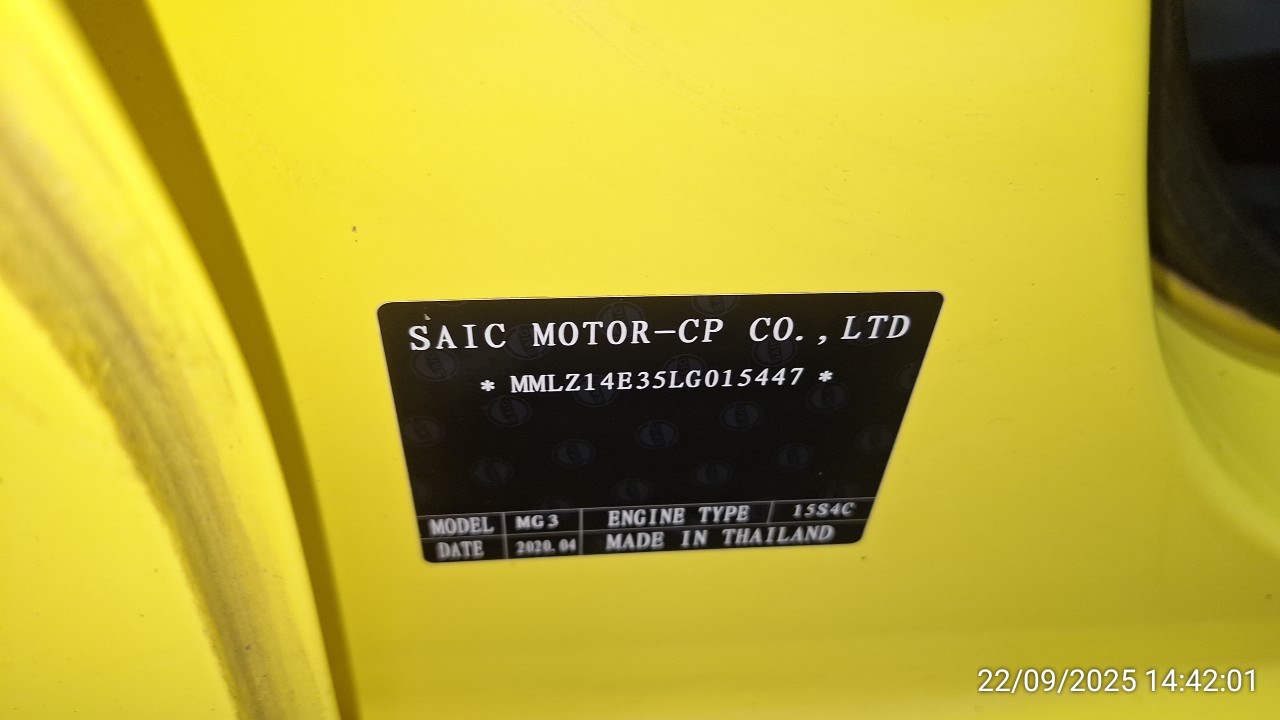 SAIC MOTOR-CP CO.,LTD
* MMLZ14E35LG015447 *
MODEL MG3 ENGINE TYPE 15S4C
DATE 2020.04 MADE IN THAILAND
22/09/2025 14:42:01